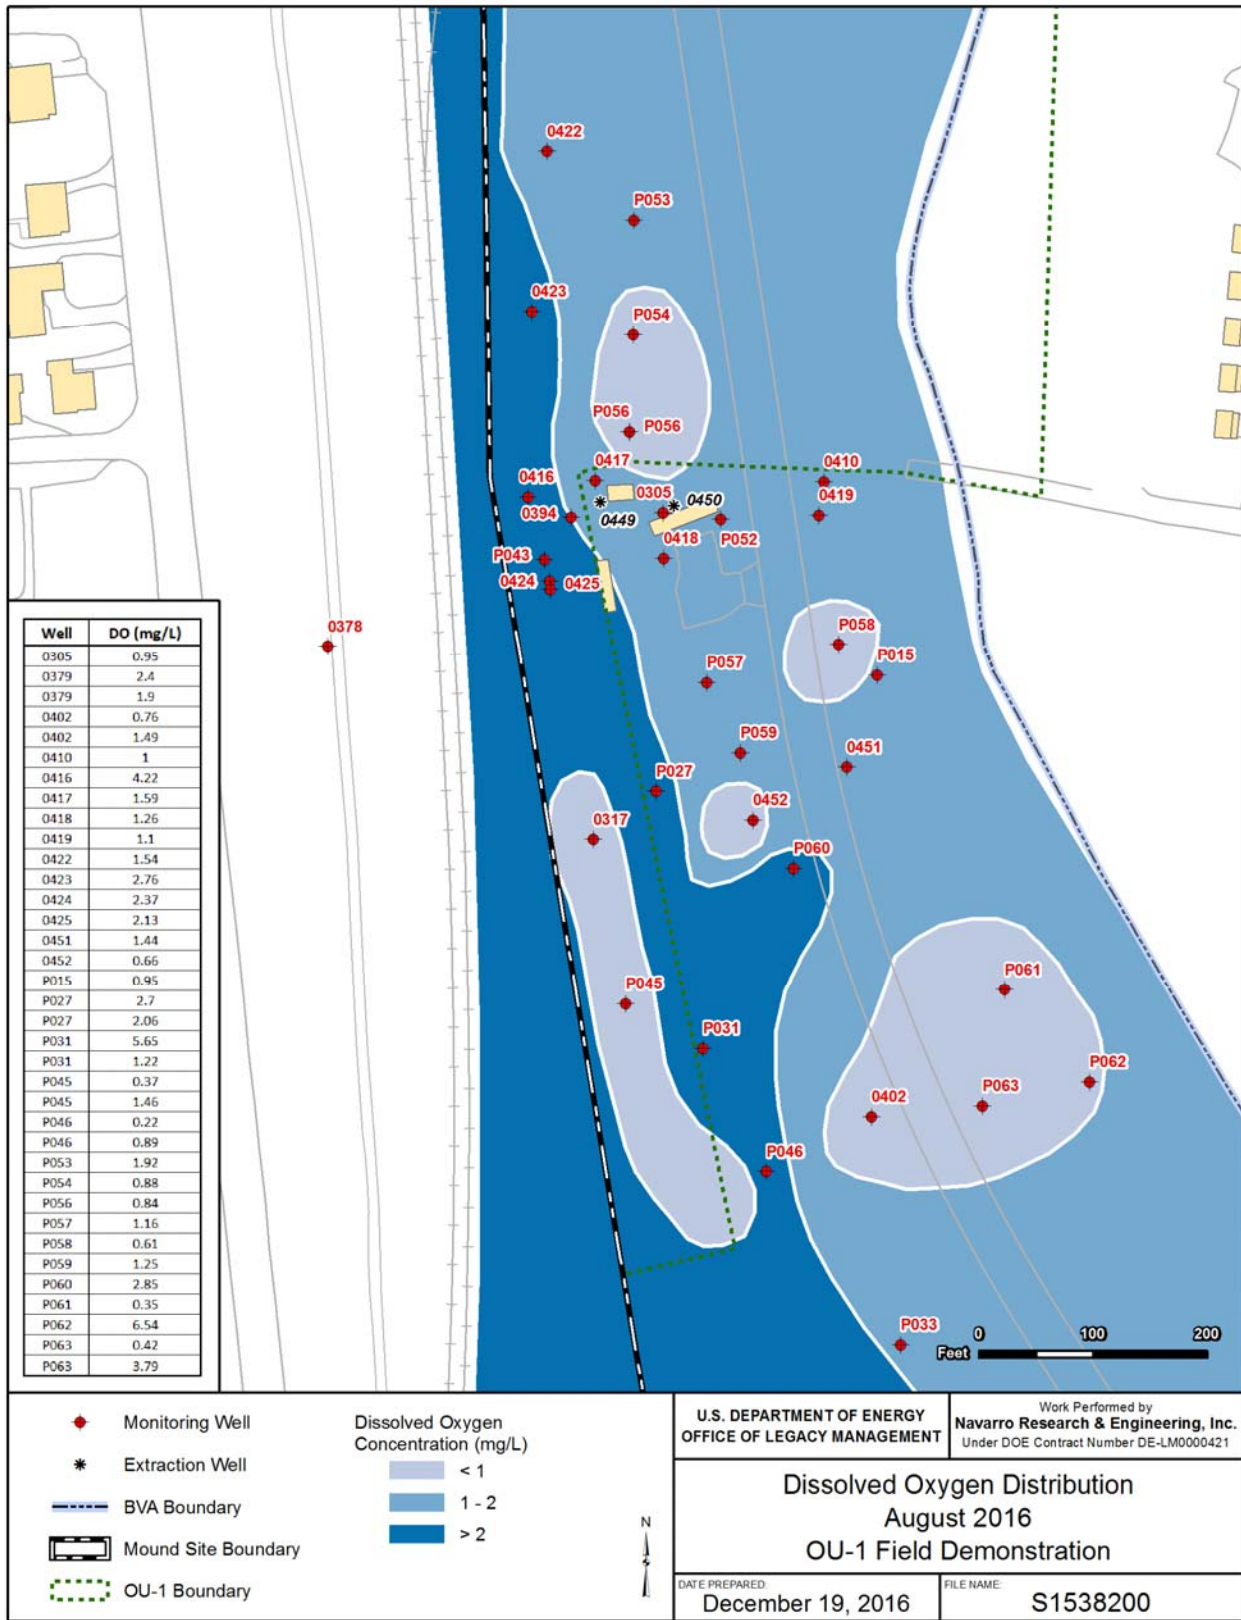 0422
P053
0423
P054
P056
P056
0417
0410
0416
0305
0450
0419
0394
0449
P052
0418
P043
0424
0425
0378
P058
P057
P015
P059
0451
P027
0452
0317
P060
P061
P045
P031
P062
0402
P063
P046
P033
0 100 200
Feet
Well DO (mg/L)
0305 0.95
0379 2.4
0379 1.9
0402 0.76
0402 1.49
0410 1
0416 4.22
0417 1.59
0418 1.26
0419 1.1
0422 1.54
0423 2.76
0424 2.37
0425 2.13
0451 1.44
0452 0.66
P015 0.95
P027 2.7
P027 2.06
P031 5.65
P031 1.22
P045 0.37
P045 1.46
P046 0.22
P046 0.89
P053 1.92
P054 0.88
P056 0.84
P057 1.16
P058 0.61
P059 1.25
P060 2.85
P061 0.35
P062 6.54
P063 0.42
P063 3.79
Monitoring Well
Extraction Well
BVA Boundary
Mound Site Boundary
OU-1 Boundary
Dissolved Oxygen
Concentration (mg/L)
< 1
1 - 2
> 2
N
U.S. DEPARTMENT OF ENERGY
OFFICE OF LEGACY MANAGEMENT
Work Performed by
Navarro Research & Engineering, Inc.
Under DOE Contract Number DE-LM0000421
Dissolved Oxygen Distribution
August 2016
OU-1 Field Demonstration
DATE PREPARED:
December 19, 2016
FILE NAME:
S1538200